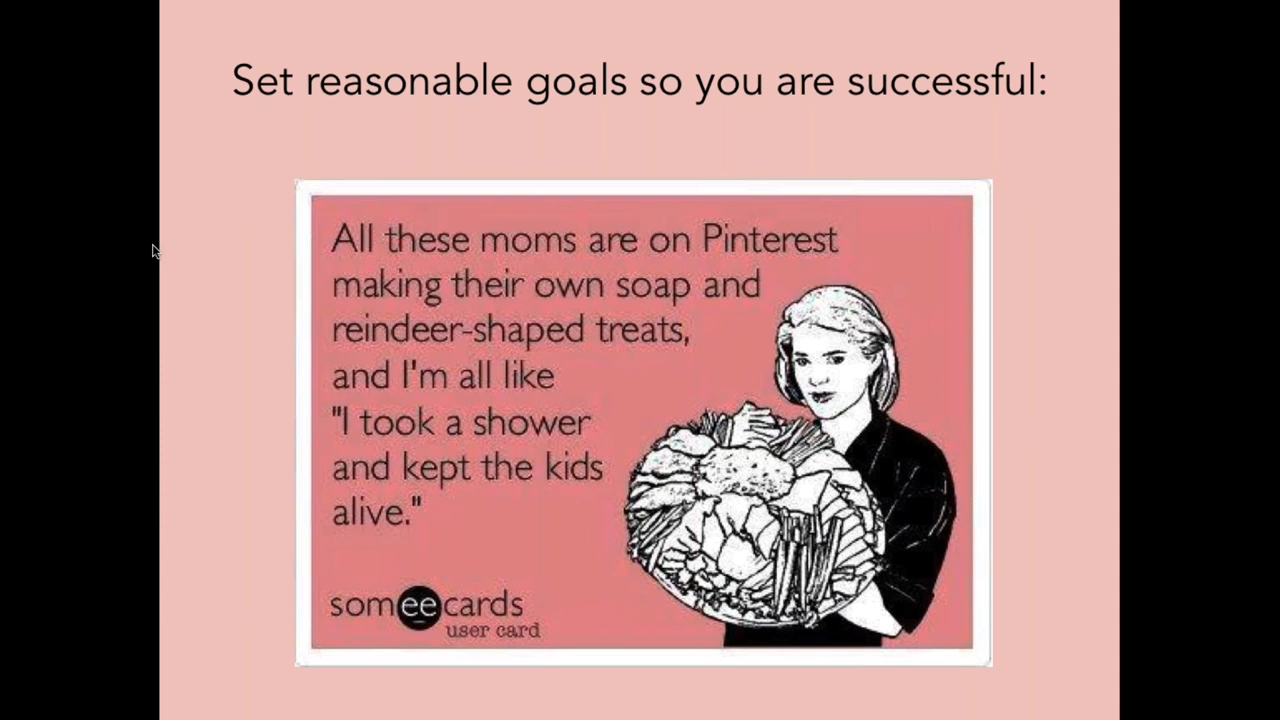 Set reasonable goals so you are successful:
All these moms are on Pinterest
making their own soap and
reindeer-shaped treats,
and I'm all like
"I took a shower
and kept the kids
alive."
someecards
user card